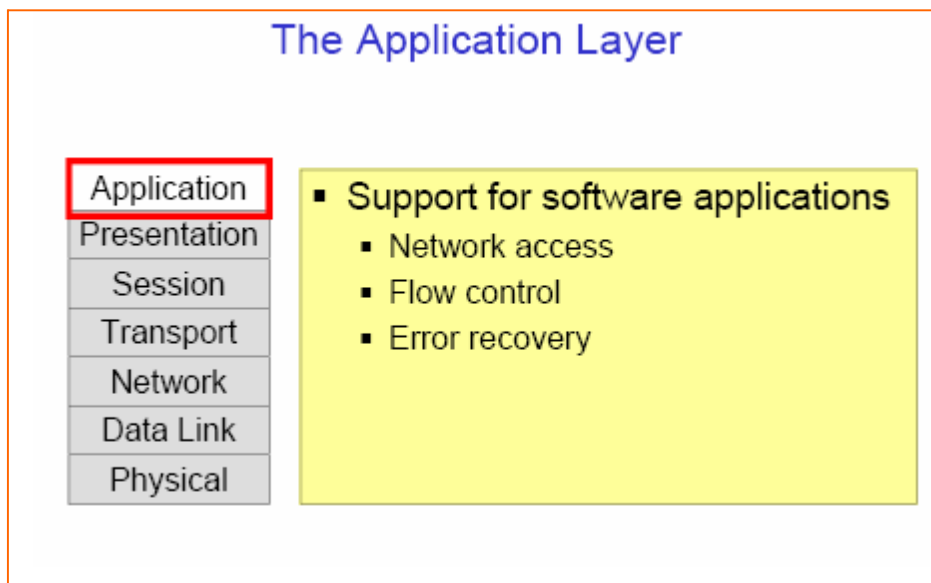 The Application Layer
Application
Presentation
Session
Transport
Network
Data Link
Physical
▪ Support for software applications
▪ Network access
▪ Flow control
▪ Error recovery